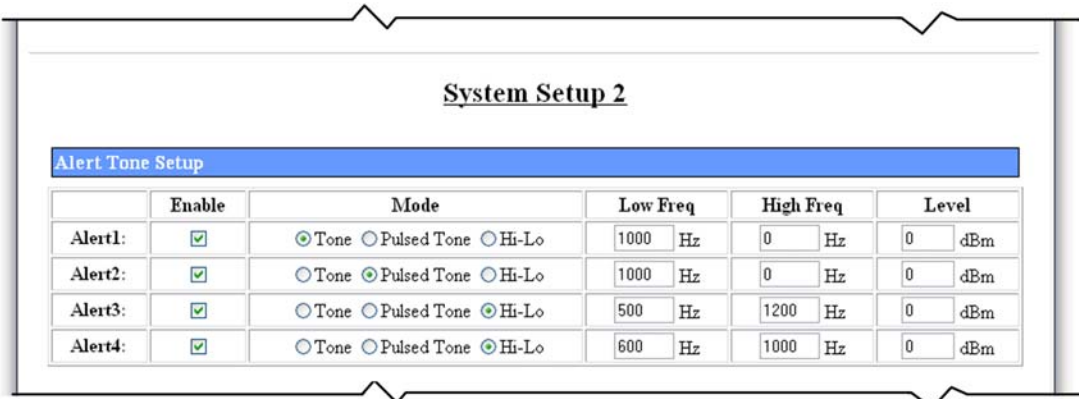 System Setup 2
Alert Tone Setup
Enable Mode Low Freq High Freq Level
Alert1: Tone Pulsed Tone Hi-Lo 1000 Hz 0 Hz 0 dBm
Alert2: Tone Pulsed Tone Hi-Lo 1000 Hz 0 Hz 0 dBm
Alert3: Tone Pulsed Tone Hi-Lo 500 Hz 1200 Hz 0 dBm
Alert4: Tone Pulsed Tone Hi-Lo 600 Hz 1000 Hz 0 dBm